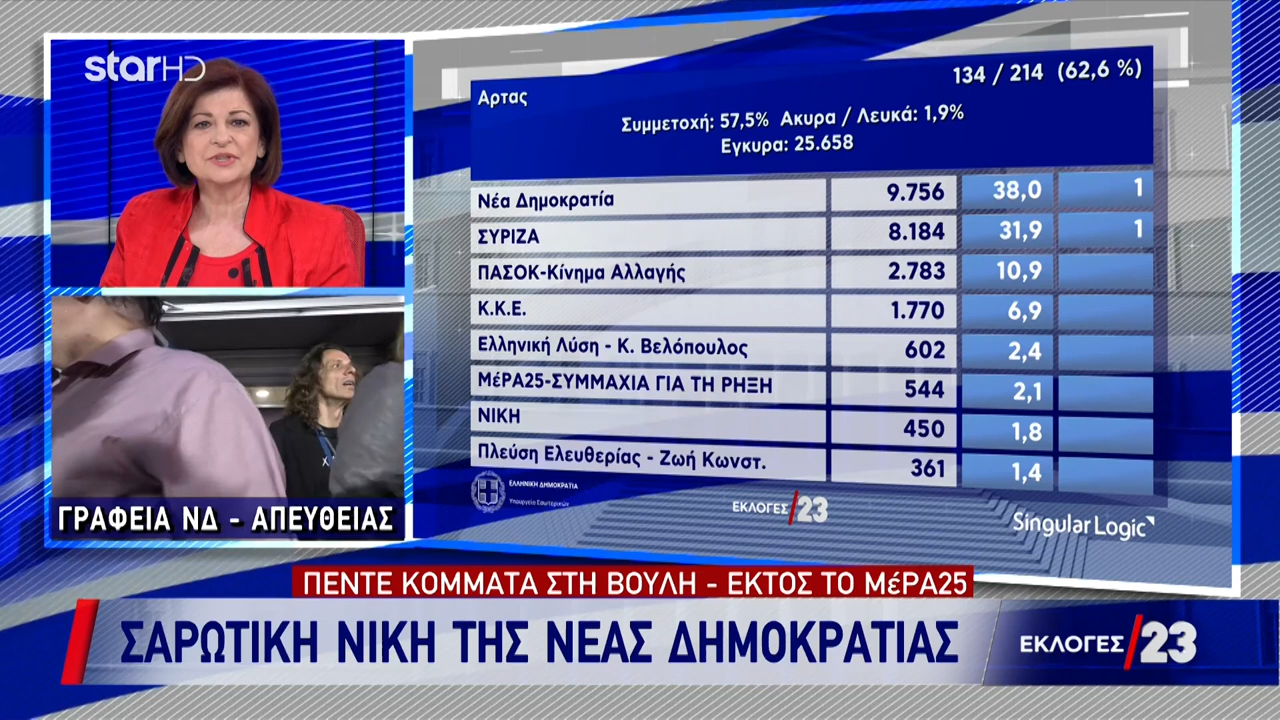 starHD
Αρτας
134 / 214 (62,6 %)
Συμμετοχή: 57,5% Ακυρα / Λευκά: 1,9%
Εγκυρα: 25.658
Νέα Δημοκρατία 9.756 38,0 1
ΣΥΡΙΖΑ 8.184 31,9 1
ΠΑΣΟΚ-Κίνημα Αλλαγής 2.783 10,9
Κ.Κ.Ε. 1.770 6,9
Ελληνική Λύση - Κ. Βελόπουλος 602 2,4
ΜέΡΑ25-ΣΥΜΜΑΧΙΑ ΓΙΑ ΤΗ ΡΗΞΗ 544 2,1
ΝΙΚΗ 450 1,8
Πλεύση Ελευθερίας - Ζωή Κωνστ. 361 1,4
ΕΛΛΗΝΙΚΗ ΔΗΜΟΚΡΑΤΙΑ
Υπουργείο Εσωτερικών
ΕΚΛΟΓΕΣ/23
SingularLogic
ΓΡΑΦΕΙΑ ΝΔ - ΑΠΕΥΘΕΙΑΣ
ΠΕΝΤΕ ΚΟΜΜΑΤΑ ΣΤΗ ΒΟΥΛΗ - ΕΚΤΟΣ ΤΟ ΜέΡΑ25
ΣΑΡΩΤΙΚΗ ΝΙΚΗ ΤΗΣ ΝΕΑΣ ΔΗΜΟΚΡΑΤΙΑΣ
ΕΚΛΟΓΕΣ/23